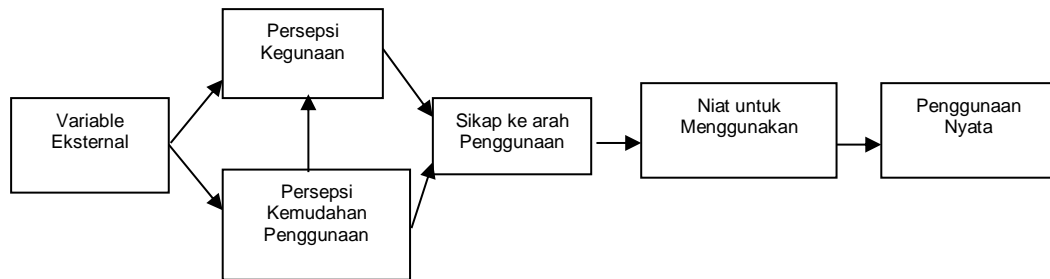 Persepsi
Kegunaan
Variable
Eksternal
Persepsi
Kemudahan
Penggunaan
Sikap ke arah
Penggunaan
Niat untuk
Menggunakan
Penggunaan
Nyata